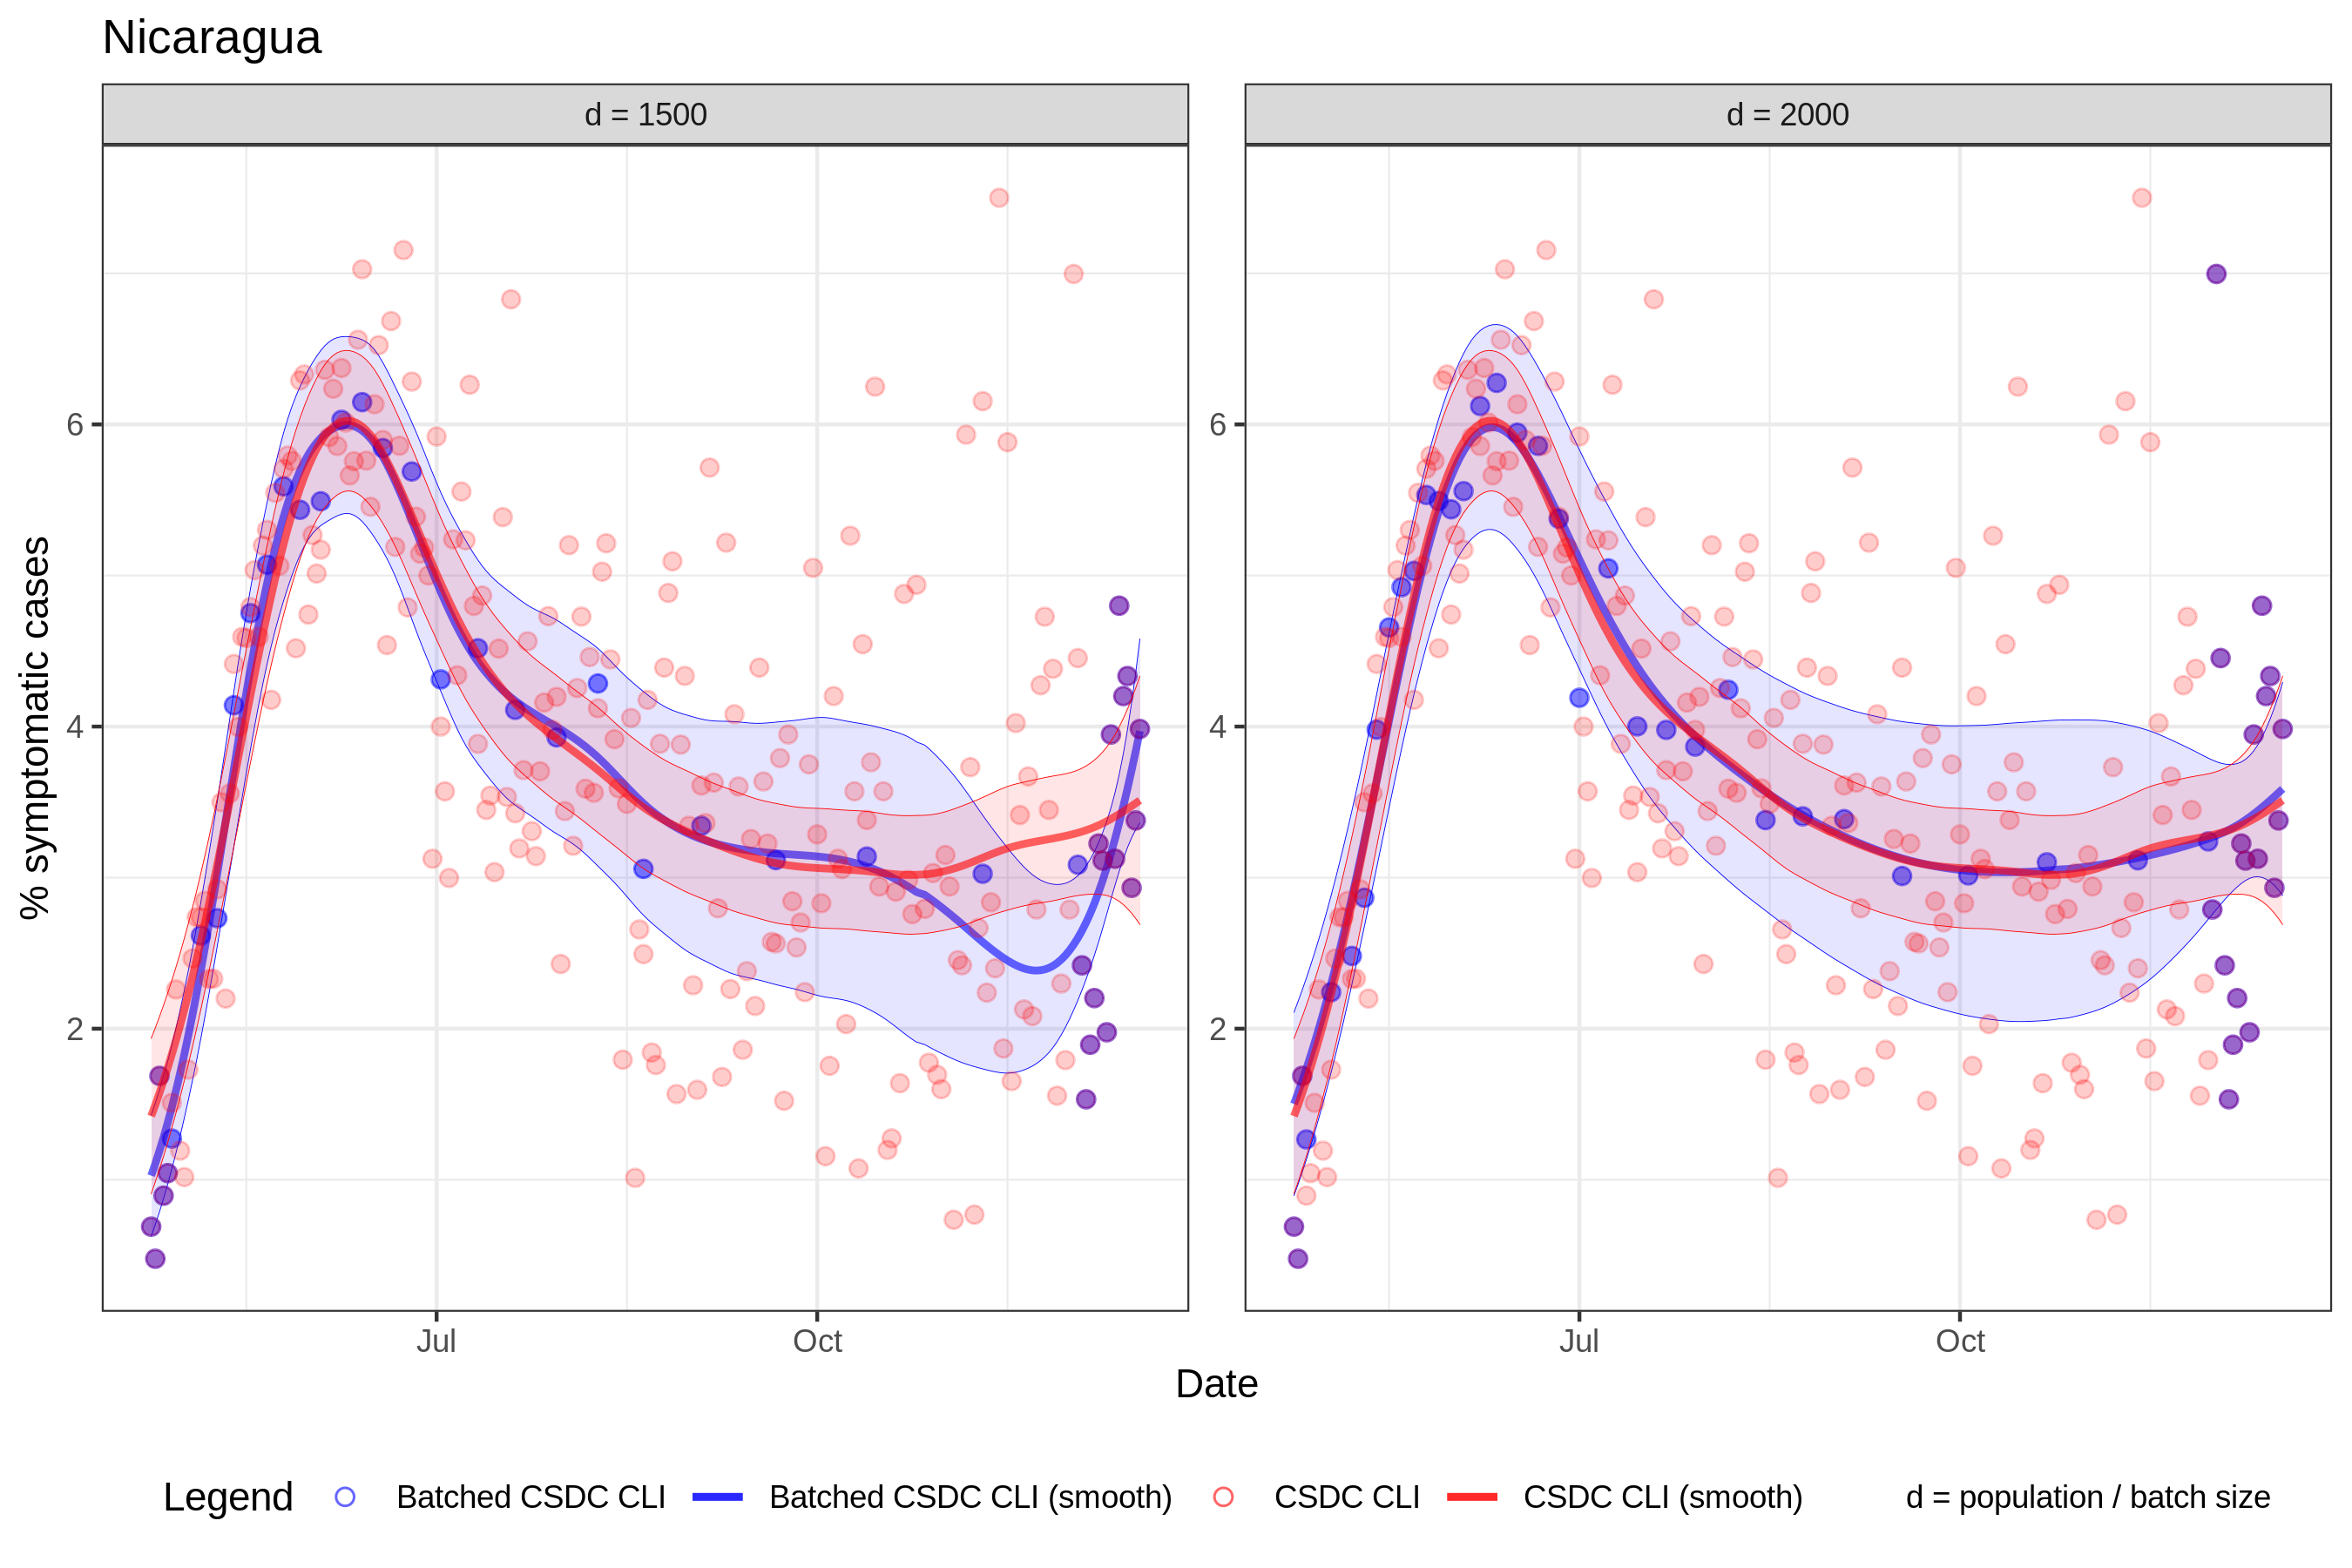 Nicaragua
d = 1500
d = 2000
% symptomatic cases
6
4
2
6
4
2
Jul
Oct
Jul
Oct
Date
Legend Batched CSDC CLI Batched CSDC CLI (smooth) CSDC CLI CSDC CLI (smooth) d = population / batch size